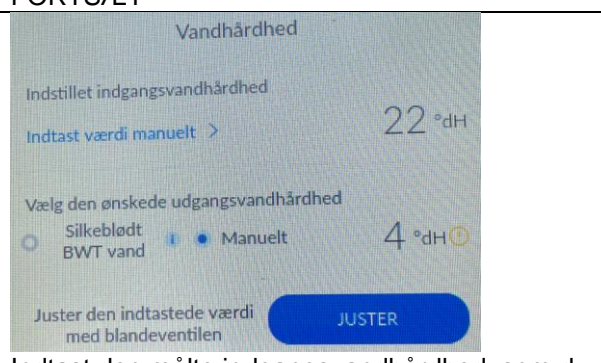 Vandhårdhed
Indstillet indgangsvandhårdhed
Indtast værdi manuelt >
22 °dH
Vælg den ønskede udgangsvandhårdhed
Silkeblødt
BWT vand
i
Manuelt
4 °dH
Juster den indtastede værdi
med blandeventilen
JUSTER